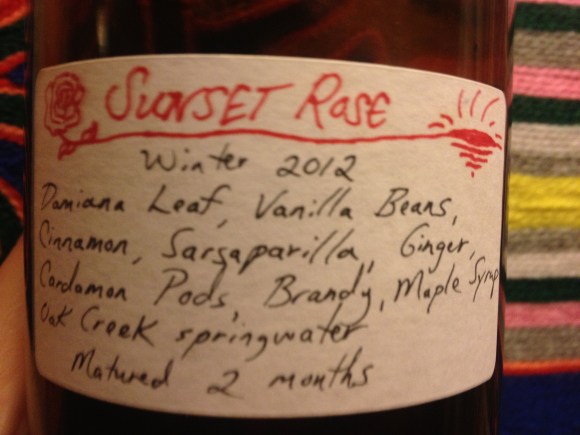 SUNSET ROSE
Winter 2012
Damiana Leaf, Vanilla Beans,
Cinnamon, Sarsaparilla, Ginger,
Cardamon Pods, Brandy, Maple Syrup
Oak Creek springwater
Matured 2 months